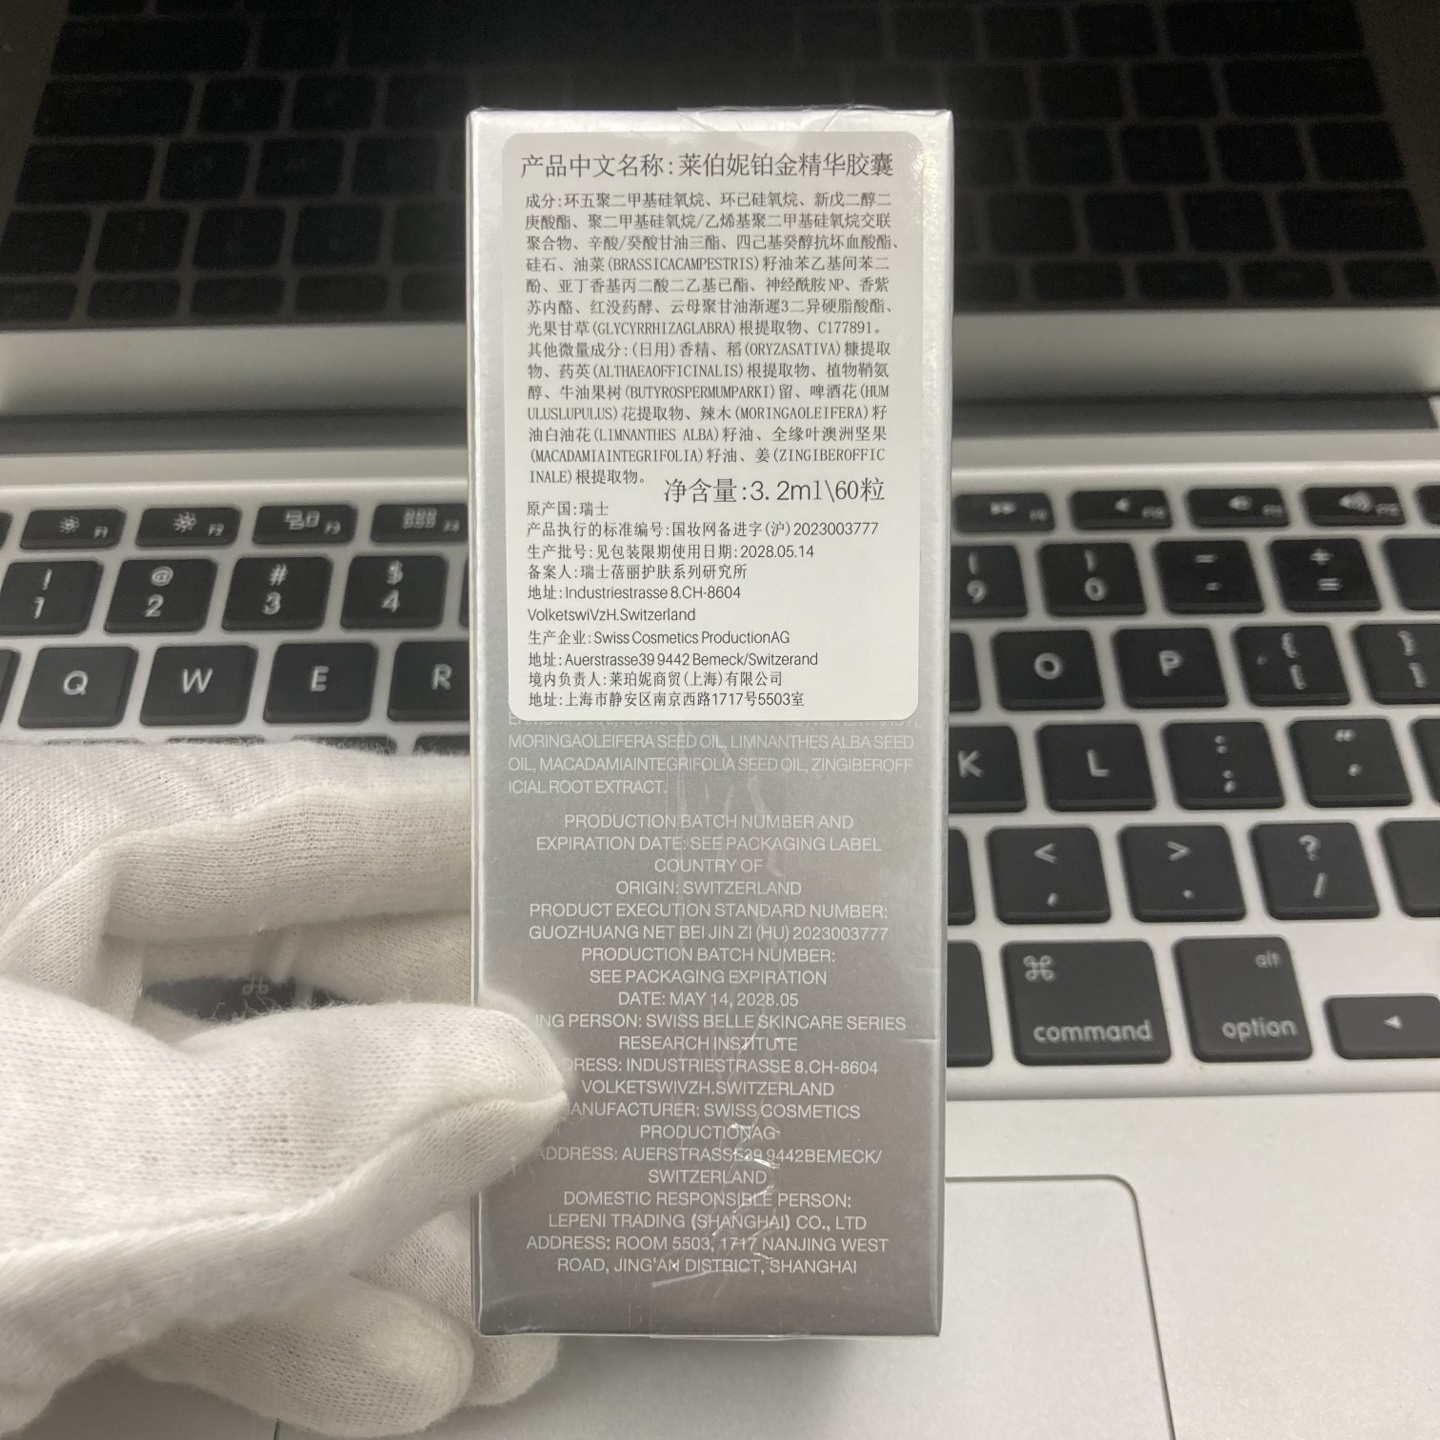 产品中文名称:莱伯妮铂金精华胶囊
成分:环五聚二甲基硅氧烷、环己硅氧烷、新戊二醇二
庚酸酯、聚二甲基硅氧烷/乙烯基聚二甲基硅氧烷交联
聚合物、辛酸/癸酸甘油三酯、四己基癸醇抗坏血酸酯、
硅石、油菜(BRASSICACAMPESTRIS)籽油苯乙基间苯二
酚、亚丁香基丙二酸二乙基己酯、神经酰胺NP、香紫
苏内酯、红没药醇、云母聚甘油渐遲3二异硬脂酸酯、
光果甘草(GLYCYRRHIZAGLABRA)根提取物、C177891。
其他微量成分:(日用)香精、稻(ORYZASATIVA)糠提取
物、药英(ALTHAEAOFFICINALIS)根提取物、植物鞘氨
醇、牛油果树(BUTYROSPERMUMPARKI)留、啤酒花(HUM
ULUSLUPULUS)花提取物、辣木(MORINGAOLEIFERA)籽
油白油花(LIMNANTHES ALBA)籽油、全缘叶澳洲坚果
(MACADAMIAINTEGRIFOLIA)籽油、姜(ZINGIBEROFFIC
INALE)根提取物。
净含量:3.2ml\60粒
原产国:瑞士
产品执行的标准编号:国妆网备进字(沪)2023003777
生产批号:见包装限期使用日期:2028.05.14
备案人:瑞士蓓丽护肤系列研究所
地址:Industriestrasse 8.CH-8604
VolketswiVzH.Switzerland
生产企业:Swiss Cosmetics ProductionAG
地址:Auerstrasse39 9442 Bemeck/Switzerand
境内负责人:莱珀妮商贸(上海)有限公司
地址:上海市静安区南京西路1717号5503室
MORINGAOLEIFERA SEED OIL, LIMNANTHES ALBA SEED
OIL, MACADAMIAINTEGRIFOLIA SEED OIL, ZINGIBEROFF
ICIAL ROOT EXTRACT.
PRODUCTION BATCH NUMBER AND
EXPIRATION DATE: SEE PACKAGING LABEL
COUNTRY OF
ORIGIN: SWITZERLAND
PRODUCT EXECUTION STANDARD NUMBER:
GUOZHUANG NET BEI JIN ZI (HU) 2023003777
PRODUCTION BATCH NUMBER:
SEE PACKAGING EXPIRATION
DATE: MAY 14, 2028.05
ING PERSON: SWISS BELLE SKINCARE SERIES
RESEARCH INSTITUTE
DRESS: INDUSTRIESTRASSE 8.CH-8604
VOLKETSWIVZH.SWITZERLAND
ANUFACTURER: SWISS COSMETICS
PRODUCTIONAG
ADDRESS: AUERSTRASSE39 9442BEMECK/
SWITZERLAND
DOMESTIC RESPONSIBLE PERSON:
LEPENI TRADING (SHANGHAI) CO., LTD
ADDRESS: ROOM 5503, 1717 NANJING WEST
ROAD, JING'AN DISTRICT, SHANGHAI
F1 F2 F3
! 1 @ 2 # 3 $ 4 ( 9 ) 0 - + =
Q W E R O P { [ } ]
K L : ; " '
< , > . ? /
⌘ command alt option